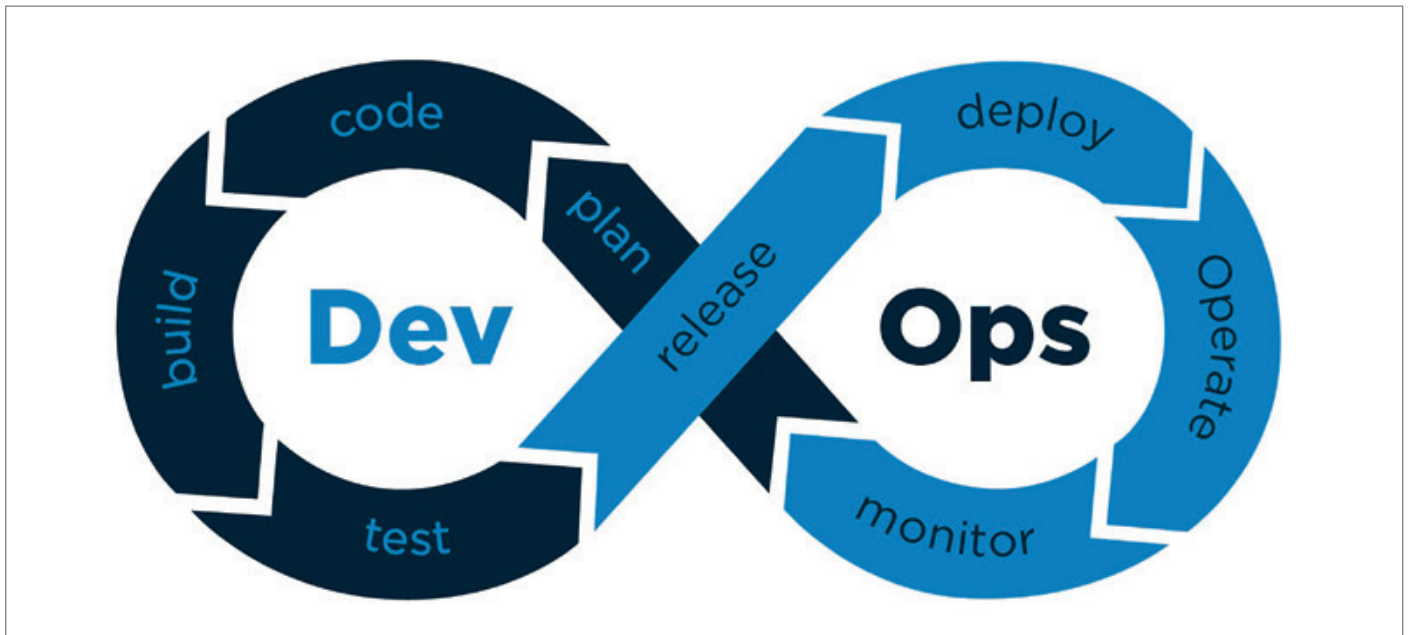 code
deploy
plan
release
Operate
build
Dev
Ops
test
monitor